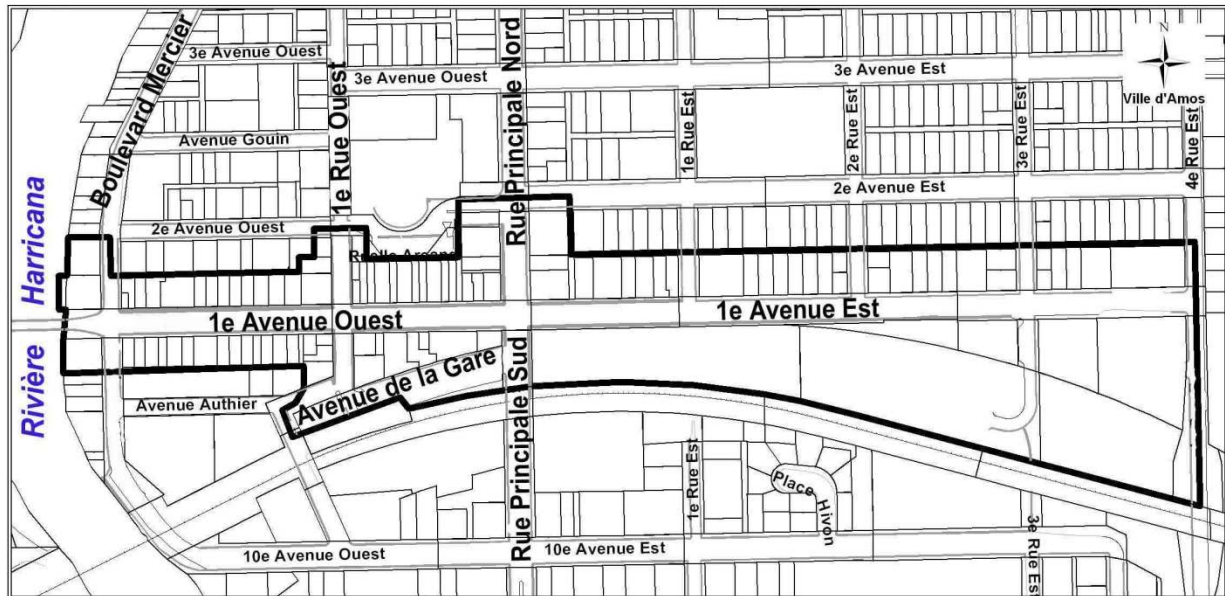 N
Ville d'Amos
3e Avenue Ouest
3e Avenue Ouest
3e Avenue Est
Boulevard Mercier
1e Rue Ouest
Rue Principale Nord
1e Rue Est
2e Rue Est
3e Rue Est
4e Rue Est
Avenue Gouin
2e Avenue Est
2e Avenue Ouest
Rivière Harricana
1e Avenue Ouest
1e Avenue Est
Avenue de la Gare
Avenue Authier
Rue Principale Sud
1e Rue Est
Place Hivon
3e Rue Est
10e Avenue Ouest
10e Avenue Est